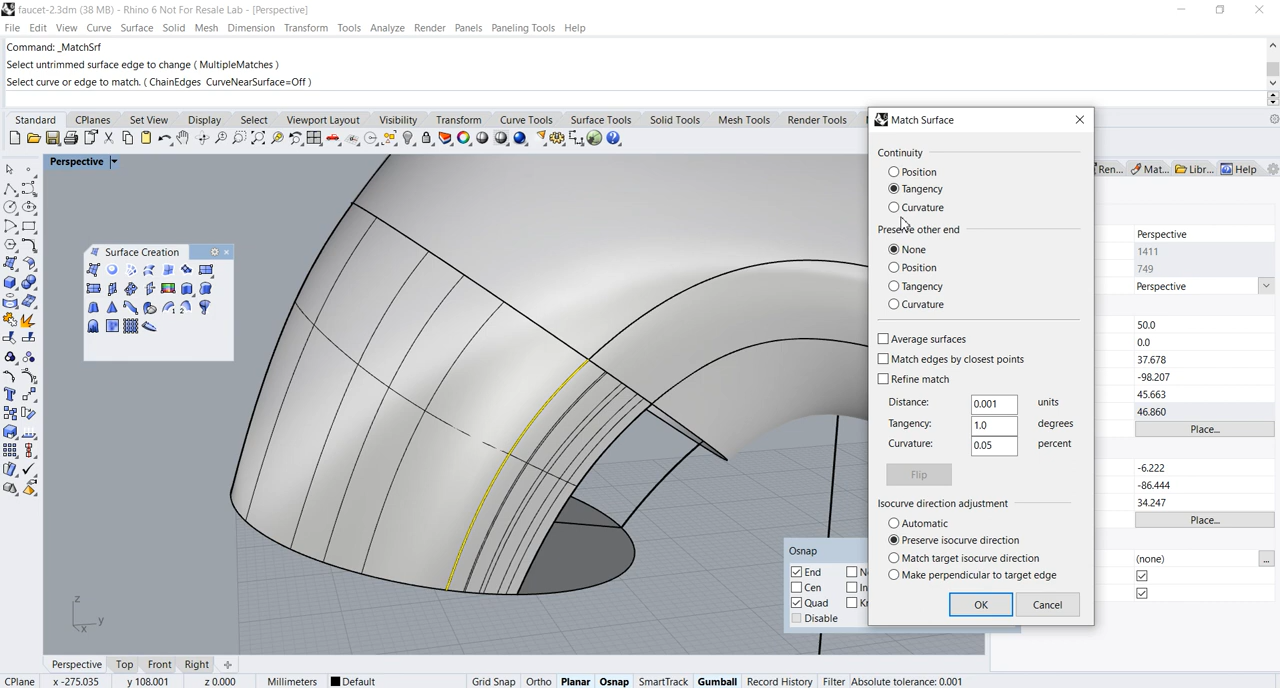 faucet-2.3dm (38 MB) - Rhino 6 Not For Resale Lab - [Perspective]
File Edit View Curve Surface Solid Mesh Dimension Transform Tools Analyze Render Panels Paneling Tools Help
Command: _MatchSrf
Select untrimmed surface edge to change ( MultipleMatches )
Select curve or edge to match. ( ChainEdges CurveNearSurface=Off )
Standard CPlanes Set View Display Select Viewport Layout Visibility Transform Curve Tools Surface Tools Solid Tools Mesh Tools Render Tools
Perspective
Surface Creation
Match Surface
Continuity
Position
Tangency
Curvature
Preserve other end
None
Position
Tangency
Curvature
Average surfaces
Match edges by closest points
Refine match
Distance: 0.001 units
Tangency: 1.0 degrees
Curvature: 0.05 percent
Flip
Isocurve direction adjustment
Automatic
Preserve isocurve direction
Match target isocurve direction
Make perpendicular to target edge
OK Cancel
Ren... Mat... Libr... Help
Perspective
1411
749
Perspective
50.0
0.0
37.678
-98.207
45.663
46.860
Place...
-6.222
-86.444
34.247
Place...
(none) ...
Osnap
End
Cen
Quad
Disable
z
y
x
Perspective Top Front Right
CPlane x -275.035 y 108.001 z 0.000 Millimeters Default Grid Snap Ortho Planar Osnap SmartTrack Gumball Record History Filter Absolute tolerance: 0.001